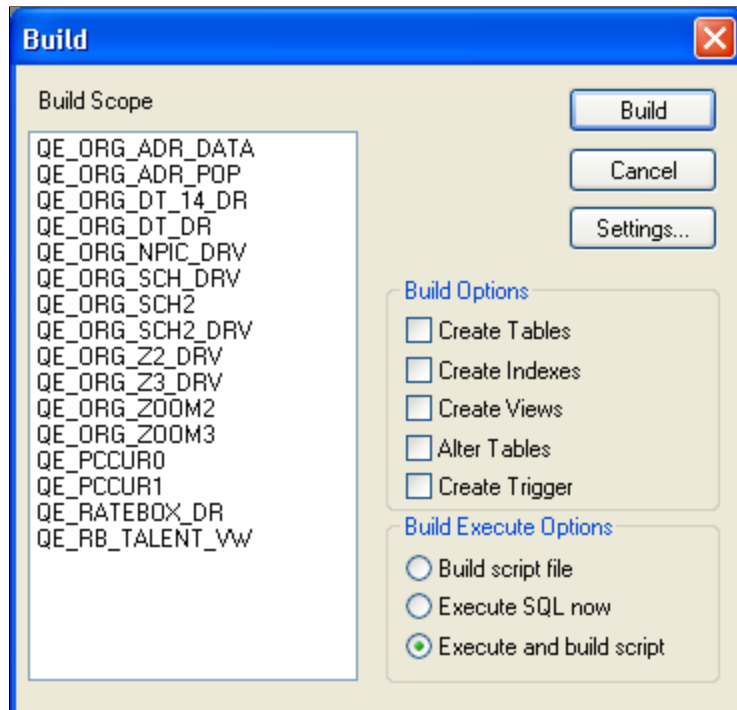 Build
Build Scope
QE_ORG_ADR_DATA
QE_ORG_ADR_POP
QE_ORG_DT_14_DR
QE_ORG_DT_DR
QE_ORG_NPIC_DRV
QE_ORG_SCH_DRV
QE_ORG_SCH2
QE_ORG_SCH2_DRV
QE_ORG_Z2_DRV
QE_ORG_Z3_DRV
QE_ORG_ZOOM2
QE_ORG_ZOOM3
QE_PCCUR0
QE_PCCUR1
QE_RATEBOX_DR
QE_RB_TALENT_VW
Build
Cancel
Settings...
Build Options
Create Tables
Create Indexes
Create Views
Alter Tables
Create Trigger
Build Execute Options
Build script file
Execute SQL now
Execute and build script